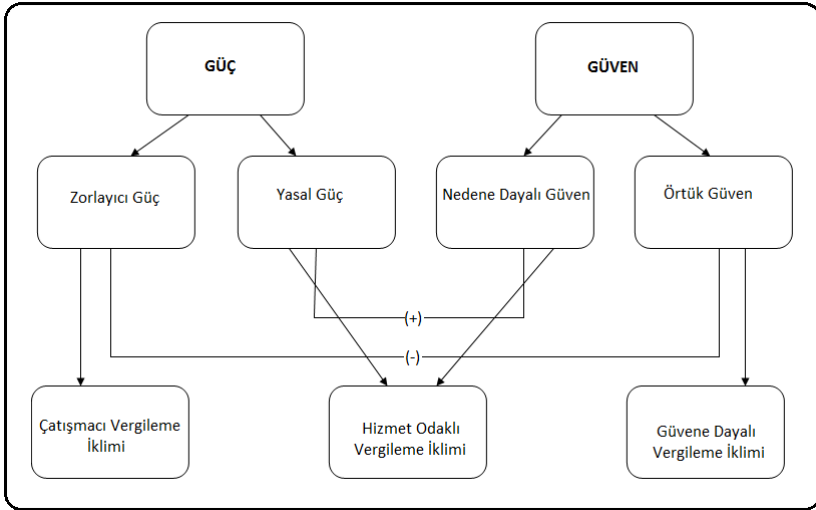 GÜÇ
GÜVEN
Zorlayıcı Güç
Yasal Güç
Nedene Dayalı Güven
Örtük Güven
(+)
(-)
Çatışmacı Vergileme
İklimi
Hizmet Odaklı
Vergileme İklimi
Güvene Dayalı
Vergileme İklimi